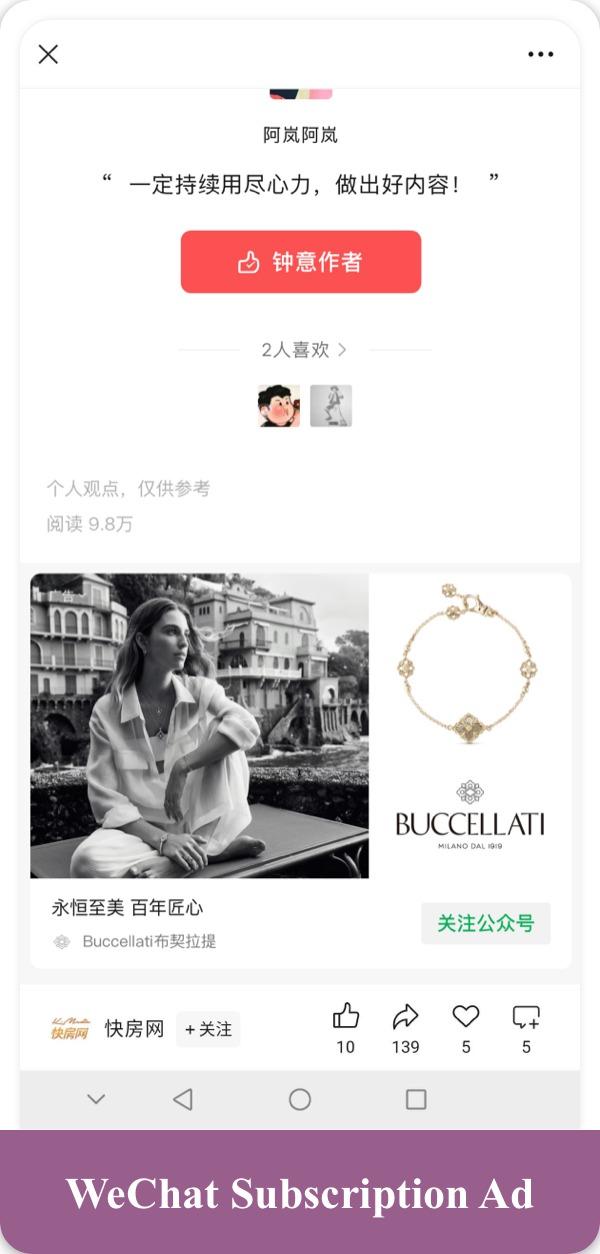 阿岚阿岚
“ 一定持续用尽心力，做出好内容！ ”
钟意作者
2人喜欢
个人观点，仅供参考
阅读 9.8万
广告
BUCCELLATI
MILANO DAL 1919
永恒至美 百年匠心
Buccellati布契拉提
关注公众号
快房网
快房网
+ 关注
10
139
5
5
WeChat Subscription Ad